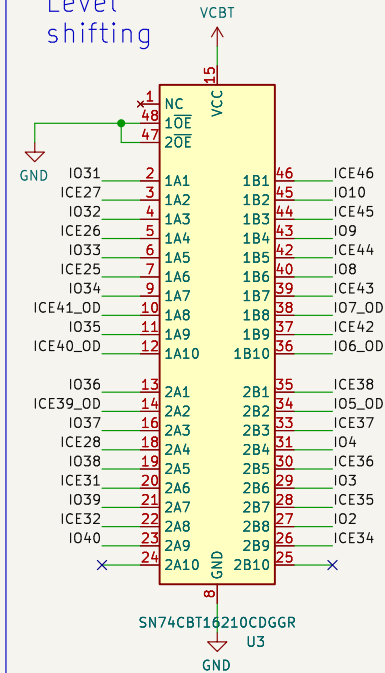 Level
shifting
VCBT
15
VCC
1 NC
48 1OE
47 2OE
GND
IO31 2 1A1 1B1 46 ICE46
ICE27 3 1A2 1B2 45 IO10
IO32 4 1A3 1B3 44 ICE45
ICE26 5 1A4 1B4 43 IO9
IO33 6 1A5 1B5 42 ICE44
ICE25 7 1A6 1B6 40 IO8
IO34 9 1A7 1B7 39 ICE43
ICE41_OD 10 1A8 1B8 38 IO7_OD
IO35 11 1A9 1B9 37 ICE42
ICE40_OD 12 1A10 1B10 36 IO6_OD
IO36 13 2A1 2B1 35 ICE38
ICE39_OD 14 2A2 2B2 34 IO5_OD
IO37 16 2A3 2B3 33 ICE37
ICE28 18 2A4 2B4 31 IO4
IO38 19 2A5 2B5 30 ICE36
ICE31 20 2A6 2B6 29 IO3
IO39 21 2A7 2B7 28 ICE35
ICE32 22 2A8 2B8 27 IO2
IO40 23 2A9 2B9 26 ICE34
24 2A10 2B10 25
GND
8
SN74CBT16210CDGGR
U3
GND